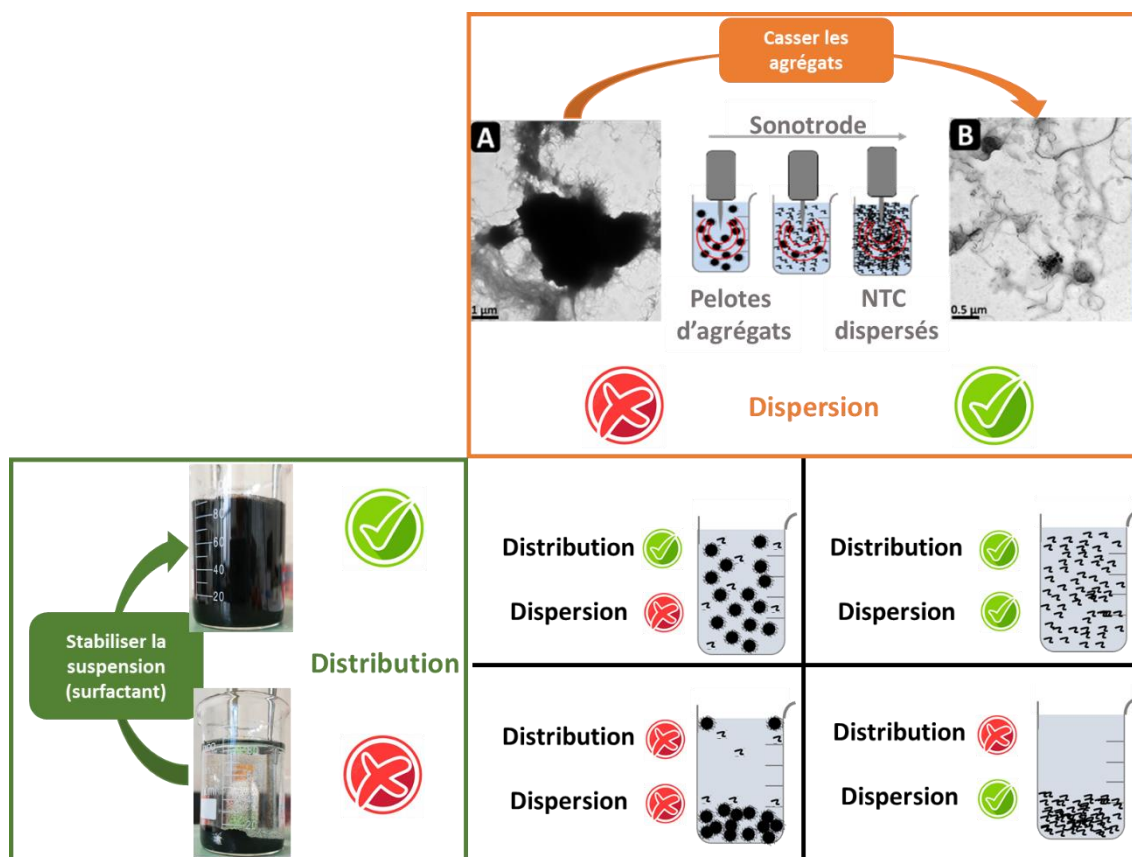 Casser les
agrégats
A
Sonotrode
B
1 µm
Pelotes
d'agrégats
NTC
dispersés
0.5 µm
Dispersion
80
60
40
20
Stabiliser la
suspension
(surfactant)
Distribution
Distribution
Dispersion
Distribution
Dispersion
Distribution
Dispersion
Distribution
Dispersion